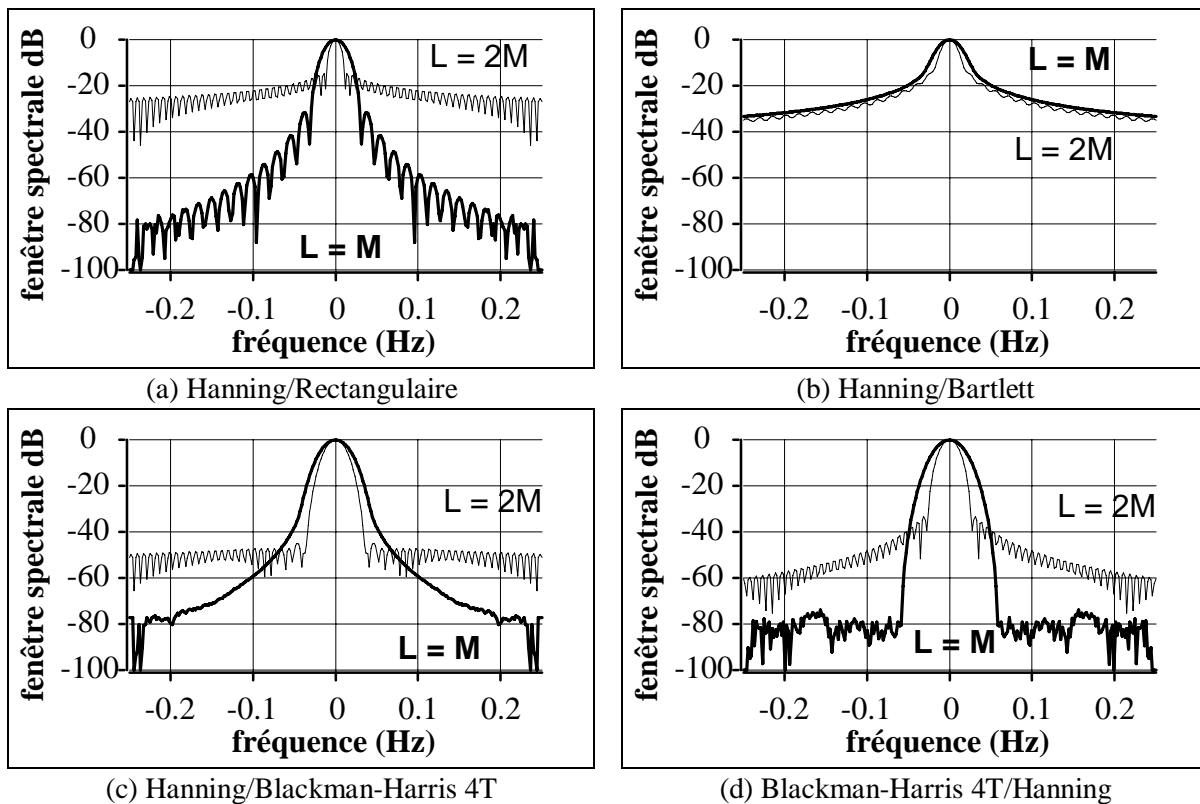 fenêtre spectrale dB
0
-20
-40
-60
-80
-100
L = 2M
L = M
-0.2 -0.1 0 0.1 0.2
fréquence (Hz)
(a) Hanning/Rectangulaire
fenêtre spectrale dB
0
-20
-40
-60
-80
-100
L = M
L = 2M
-0.2 -0.1 0 0.1 0.2
fréquence (Hz)
(b) Hanning/Bartlett
fenêtre spectrale dB
0
-20
-40
-60
-80
-100
L = 2M
L = M
-0.2 -0.1 0 0.1 0.2
fréquence (Hz)
(c) Hanning/Blackman-Harris 4T
fenêtre spectrale dB
0
-20
-40
-60
-80
-100
L = 2M
L = M
-0.2 -0.1 0 0.1 0.2
fréquence (Hz)
(d) Blackman-Harris 4T/Hanning